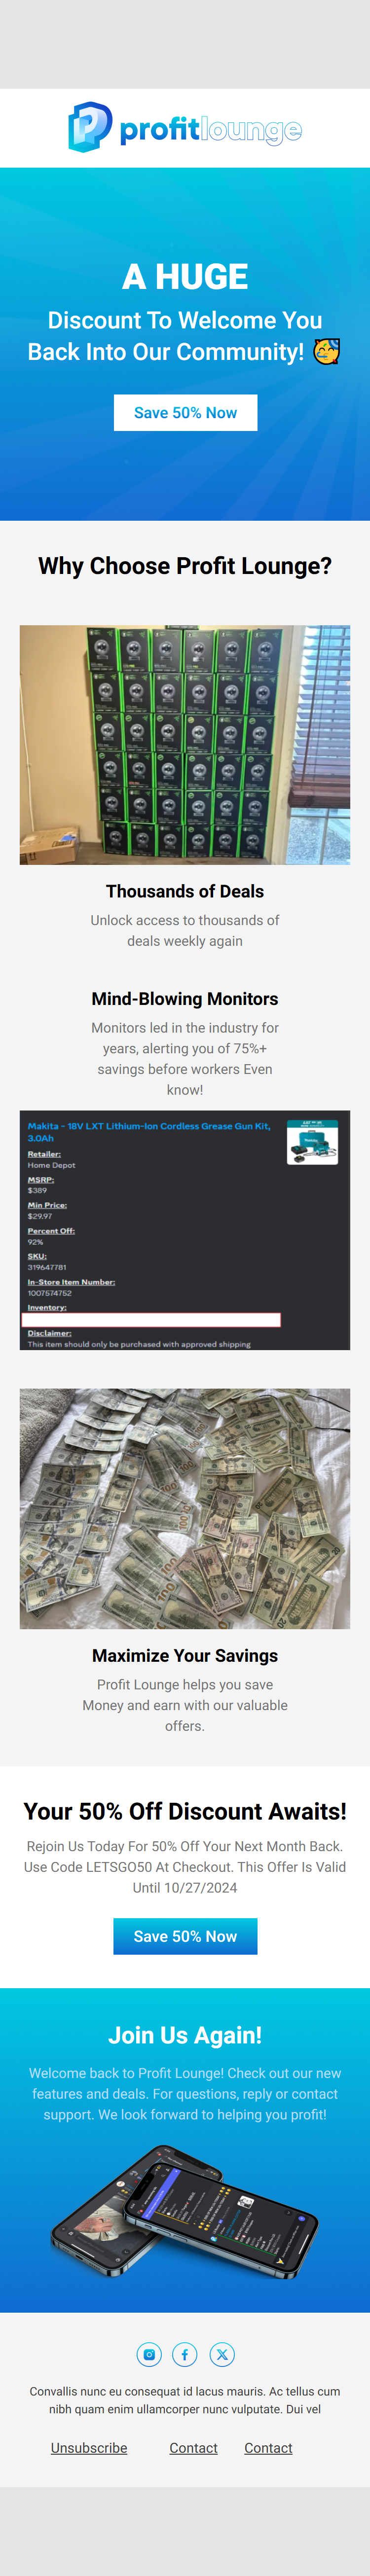 profitlounge
A HUGE
Discount To Welcome You
Back Into Our Community!
Save 50% Now
Why Choose Profit Lounge?
Thousands of Deals
Unlock access to thousands of
deals weekly again
Mind-Blowing Monitors
Monitors led in the industry for
years, alerting you of 75%+
savings before workers Even
know!
Makita - 18V LXT Lithium-Ion Cordless Grease Gun Kit,
3.0Ah
Retailer:
Home Depot
MSRP:
$389
Min Price:
$29.97
Percent Off:
92%
SKU:
319647781
In-Store Item Number:
1007574752
Inventory:
Disclaimer:
This item should only be purchased with approved shipping
Maximize Your Savings
Profit Lounge helps you save
Money and earn with our valuable
offers.
Your 50% Off Discount Awaits!
Rejoin Us Today For 50% Off Your Next Month Back.
Use Code LETSGO50 At Checkout. This Offer Is Valid
Until 10/27/2024
Save 50% Now
Join Us Again!
Welcome back to Profit Lounge! Check out our new
features and deals. For questions, reply or contact
support. We look forward to helping you profit!
Convallis nunc eu consequat id lacus mauris. Ac tellus cum
nibh quam enim ullamcorper nunc vulputate. Dui vel
Unsubscribe Contact Contact